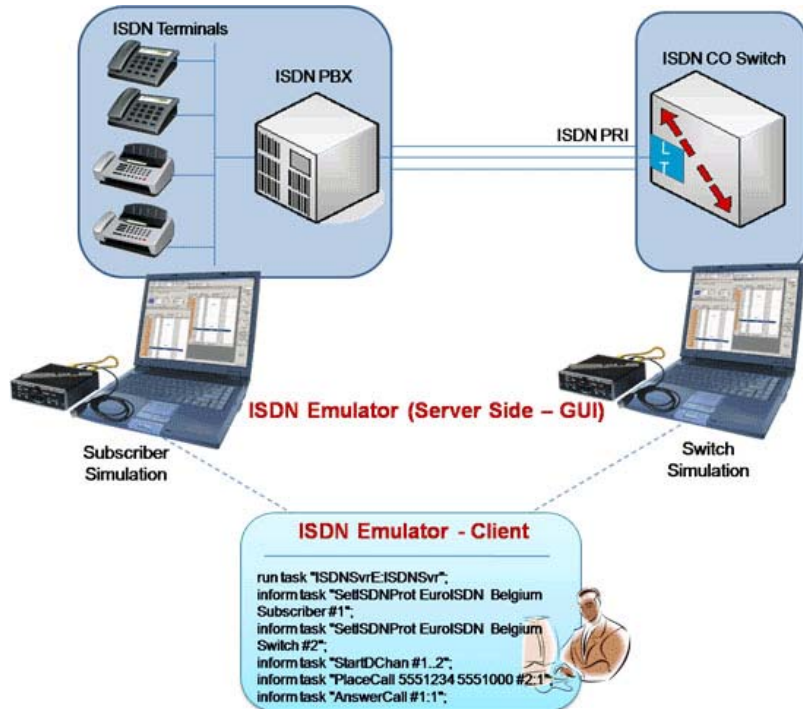 ISDN Terminals
ISDN PBX
ISDN CO Switch
ISDN PRI
L
T
ISDN Emulator (Server Side – GUI)
Subscriber
Simulation
Switch
Simulation
ISDN Emulator - Client
run task "ISDNSvrE:ISDNSvr";
inform task "SetISDNProt EuroISDN Belgium
Subscriber #1";
inform task "SetISDNProt EuroISDN Belgium
Switch #2";
inform task "StartDChan #1..2";
inform task "PlaceCall 5551234 5551000 #2:1";
inform task "AnswerCall #1:1";